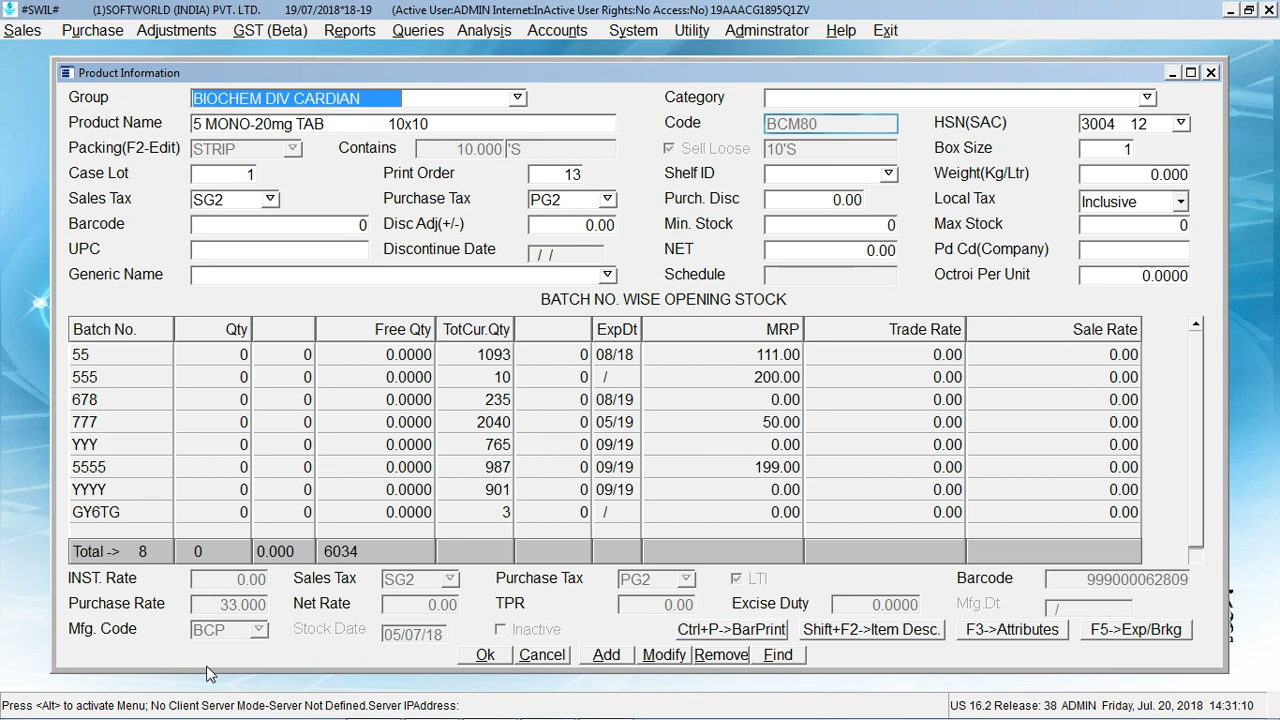 #SWIL# (1)SOFTWORLD (INDIA) PVT. LTD. 19/07/2018*18-19 (Active User:ADMIN Internet:InActive User Rights:No Access:No) 19AAACG1895Q1ZV
Sales Purchase Adjustments GST (Beta) Reports Queries Analysis Accounts System Utility Adminstrator Help Exit
Product Information
Group BIOCHEM DIV CARDIAN Category
Product Name 5 MONO-20mg TAB 10x10 Code BCM80 HSN(SAC) 3004 12
Packing(F2-Edit) STRIP Contains 10.000 'S Sell Loose 10'S Box Size 1
Case Lot 1 Print Order 13 Shelf ID Weight(Kg/Ltr) 0.000
Sales Tax SG2 Purchase Tax PG2 Purch. Disc 0.00 Local Tax Inclusive
Barcode 0 Disc Adj(+/-) 0.00 Min. Stock 0 Max Stock 0
UPC Discontinue Date / / NET 0.00 Pd Cd(Company)
Generic Name Schedule Octroi Per Unit 0.0000
BATCH NO. WISE OPENING STOCK
Batch No. Qty Free Qty TotCur.Qty ExpDt MRP Trade Rate Sale Rate
55 0 0 0.0000 1093 0 08/18 111.00 0.00 0.00
555 0 0 0.0000 10 0 / 200.00 0.00 0.00
678 0 0 0.0000 235 0 08/19 0.00 0.00 0.00
777 0 0 0.0000 2040 0 05/19 50.00 0.00 0.00
YYY 0 0 0.0000 765 0 09/19 0.00 0.00 0.00
5555 0 0 0.0000 987 0 09/19 199.00 0.00 0.00
YYYY 0 0 0.0000 901 0 09/19 0.00 0.00 0.00
GY6TG 0 0 0.0000 3 0 / 0.00 0.00 0.00
Total -> 8 0 0.000 6034
INST. Rate 0.00 Sales Tax SG2 Purchase Tax PG2 LTI Barcode 999000062809
Purchase Rate 33.000 Net Rate 0.00 TPR 0.00 Excise Duty 0.0000 Mfg.Dt. /
Mfg. Code BCP Stock Date 05/07/18 Inactive Ctrl+P->BarPrint Shift+F2->Item Desc. F3->Attributes F5->Exp/Brkg
Ok Cancel Add Modify Remove Find
Press <Alt> to activate Menu; No Client Server Mode-Server Not Defined.Server IPAddress: US 16.2 Release: 38 ADMIN Friday, Jul. 20, 2018 14:31:10